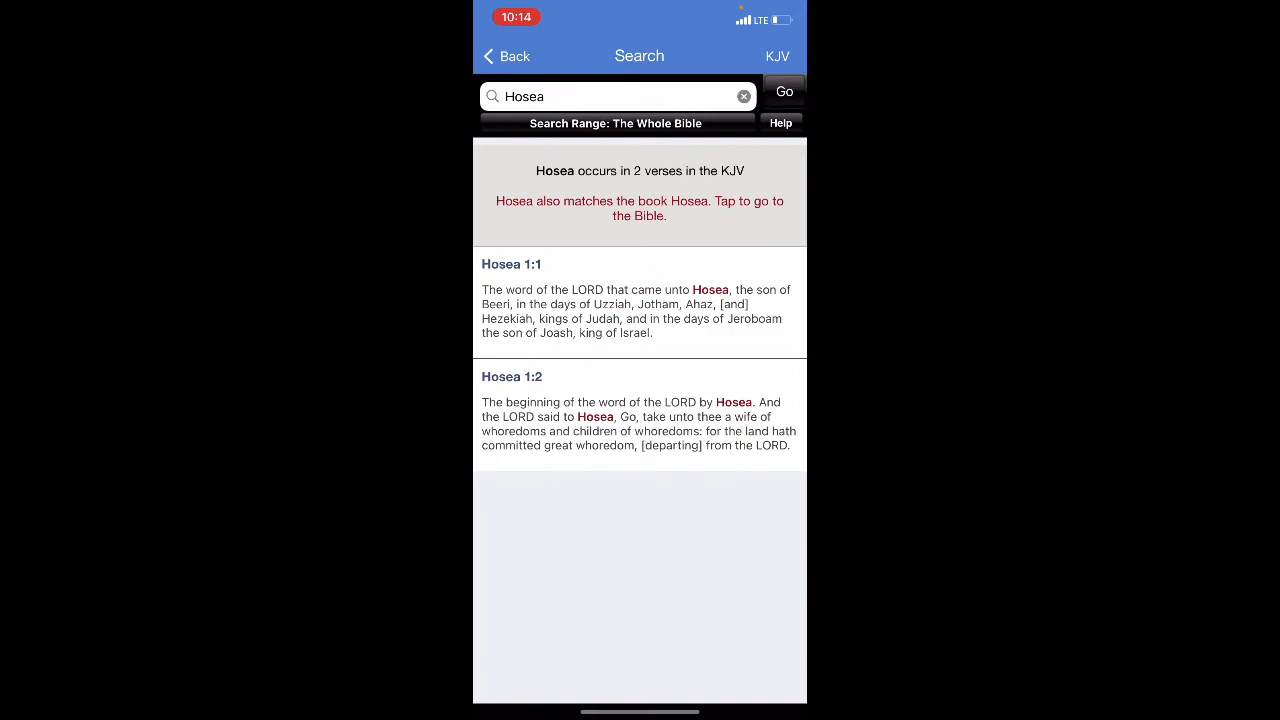 10:14
LTE
Back
Search
KJV
Hosea
Go
Search Range: The Whole Bible
Help
Hosea occurs in 2 verses in the KJV
Hosea also matches the book Hosea. Tap to go to
the Bible.
Hosea 1:1
The word of the LORD that came unto Hosea, the son of
Beeri, in the days of Uzziah, Jotham, Ahaz, [and]
Hezekiah, kings of Judah, and in the days of Jeroboam
the son of Joash, king of Israel.
Hosea 1:2
The beginning of the word of the LORD by Hosea. And
the LORD said to Hosea, Go, take unto thee a wife of
whoredoms and children of whoredoms: for the land hath
committed great whoredom, [departing] from the LORD.